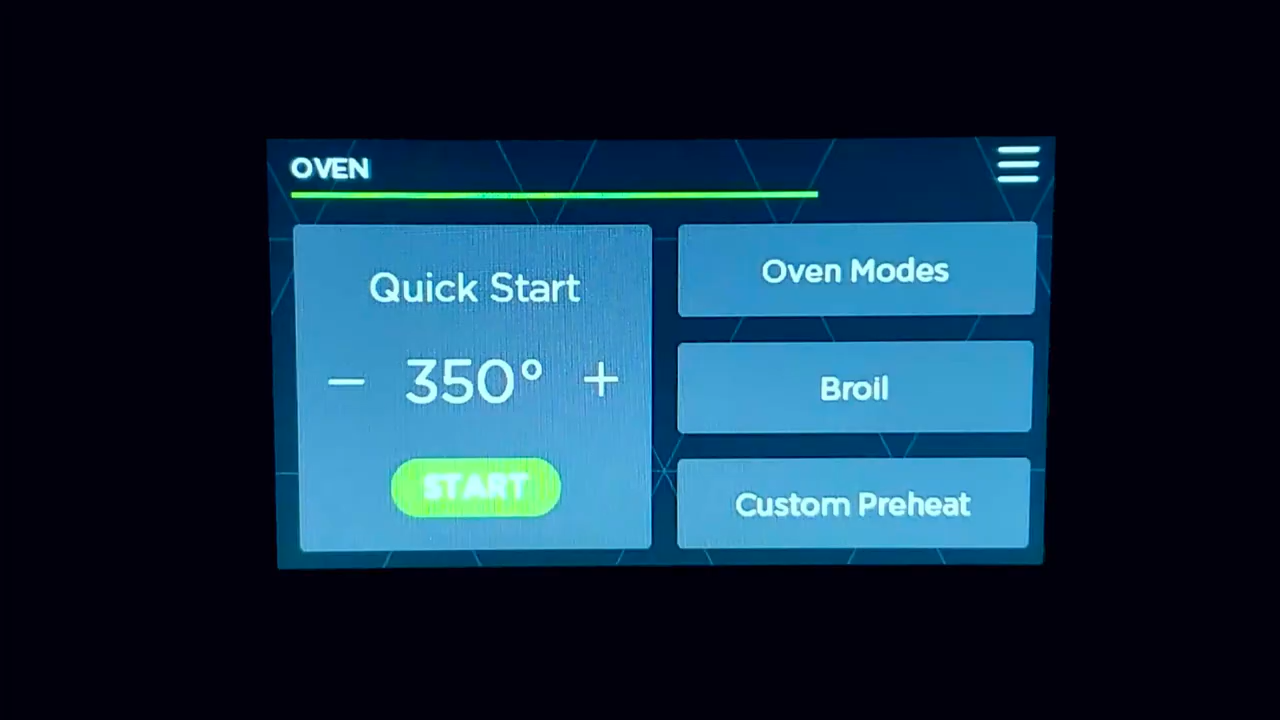 OVEN
Quick Start
− 350° +
START
Oven Modes
Broil
Custom Preheat